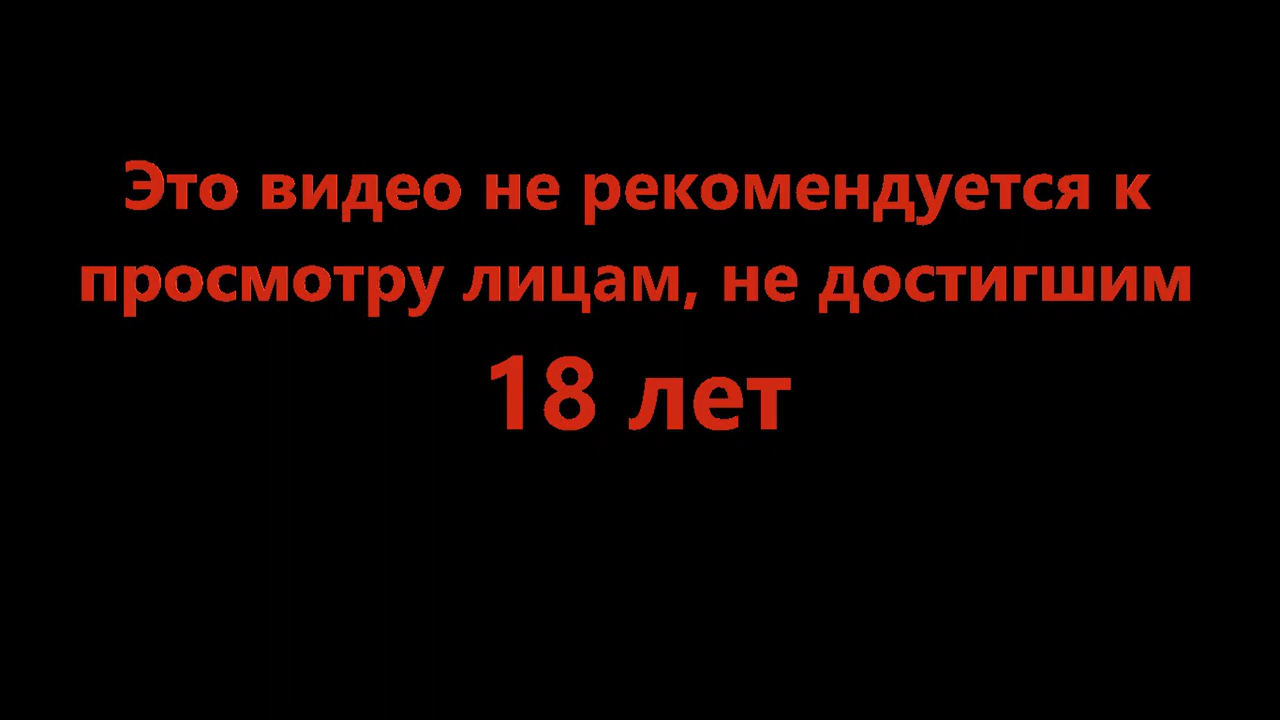 Это видео не рекомендуется к
просмотру лицам, не достигшим
18 лет